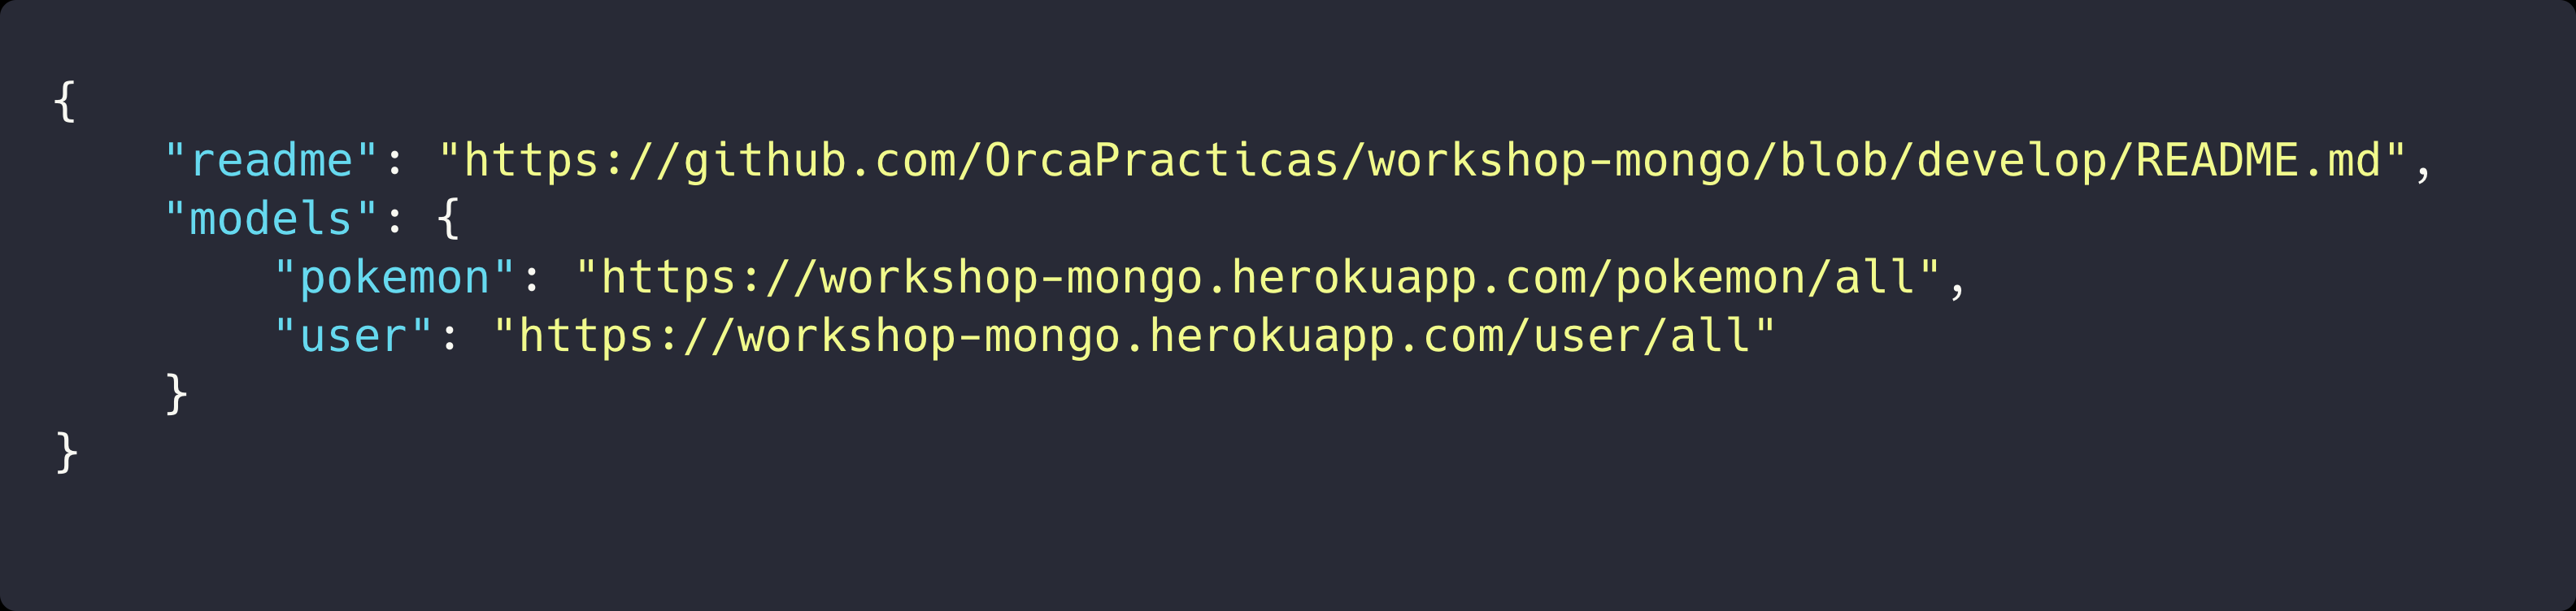 {
"readme": "https://github.com/OrcaPracticas/workshop-mongo/blob/develop/README.md",
"models": {
"pokemon": "https://workshop-mongo.herokuapp.com/pokemon/all",
"user": "https://workshop-mongo.herokuapp.com/user/all"
}
}